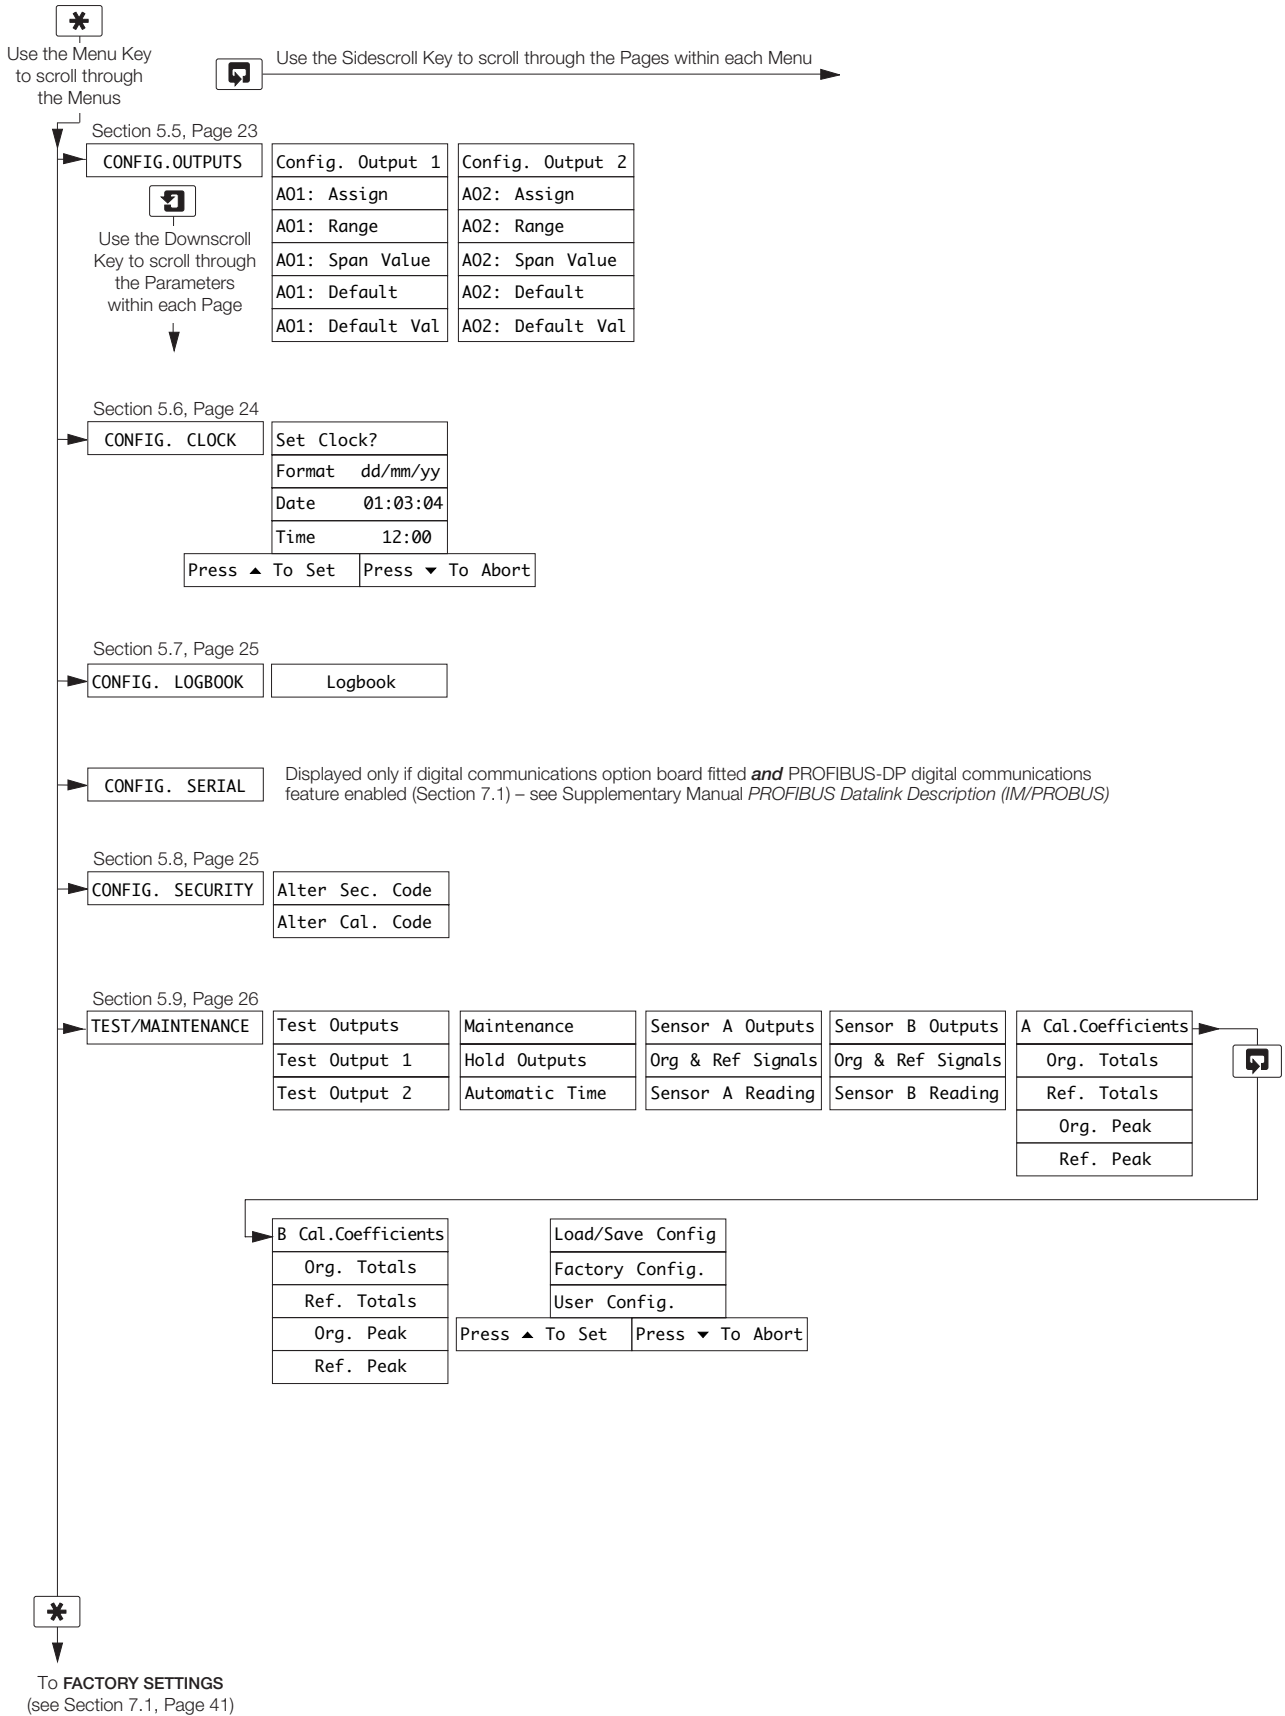 Use the Menu Key
to scroll through
the Menus
Use the Sidescroll Key to scroll through the Pages within each Menu
Section 5.5, Page 23
CONFIG.OUTPUTS
Use the Downscroll
Key to scroll through
the Parameters
within each Page
Config. Output 1
AO1: Assign
AO1: Range
AO1: Span Value
AO1: Default
AO1: Default Val
Config. Output 2
AO2: Assign
AO2: Range
AO2: Span Value
AO2: Default
AO2: Default Val
Section 5.6, Page 24
CONFIG. CLOCK
Set Clock?
Format dd/mm/yy
Date 01:03:04
Time 12:00
Press ▲ To Set
Press ▼ To Abort
Section 5.7, Page 25
CONFIG. LOGBOOK
Logbook
CONFIG. SERIAL
Displayed only if digital communications option board fitted and PROFIBUS-DP digital communications
feature enabled (Section 7.1) – see Supplementary Manual PROFIBUS Datalink Description (IM/PROBUS)
Section 5.8, Page 25
CONFIG. SECURITY
Alter Sec. Code
Alter Cal. Code
Section 5.9, Page 26
TEST/MAINTENANCE
Test Outputs
Test Output 1
Test Output 2
Maintenance
Hold Outputs
Automatic Time
Sensor A Outputs
Org & Ref Signals
Sensor A Reading
Sensor B Outputs
Org & Ref Signals
Sensor B Reading
A Cal.Coefficients
Org. Totals
Ref. Totals
Org. Peak
Ref. Peak
B Cal.Coefficients
Org. Totals
Ref. Totals
Org. Peak
Ref. Peak
Load/Save Config
Factory Config.
User Config.
Press ▲ To Set
Press ▼ To Abort
To FACTORY SETTINGS
(see Section 7.1, Page 41)